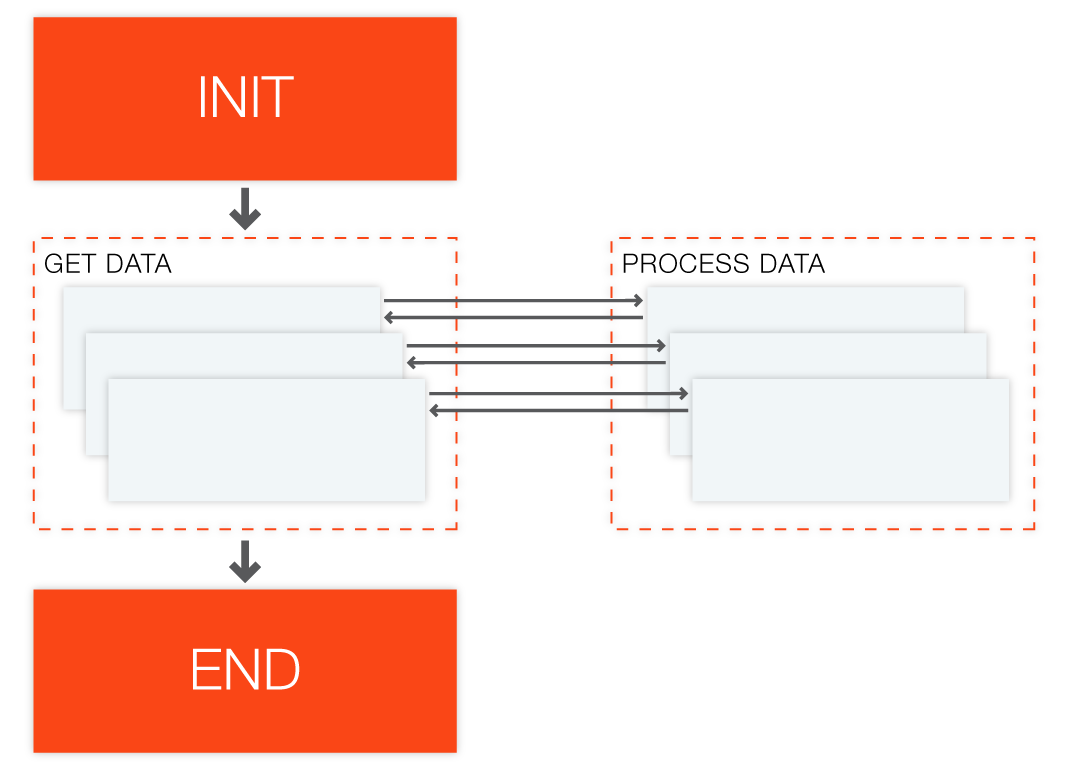 INIT
GET DATA
PROCESS DATA
END